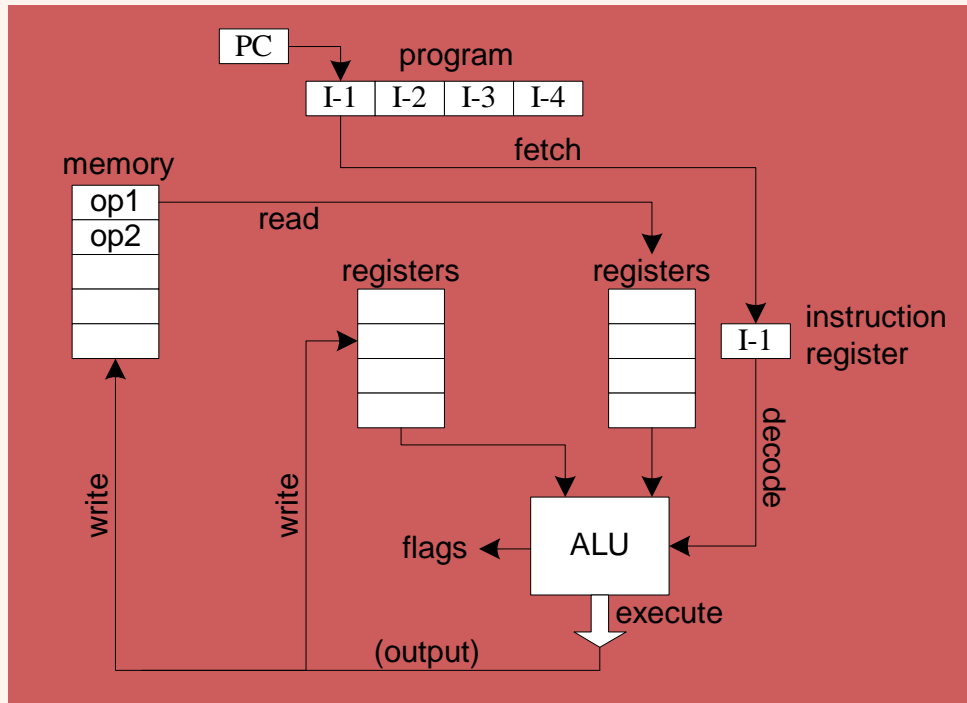 PC
program
I-1 I-2 I-3 I-4
fetch
memory
op1
read
op2
registers
registers
instruction
register
I-1
decode
write
write
flags
ALU
execute
(output)